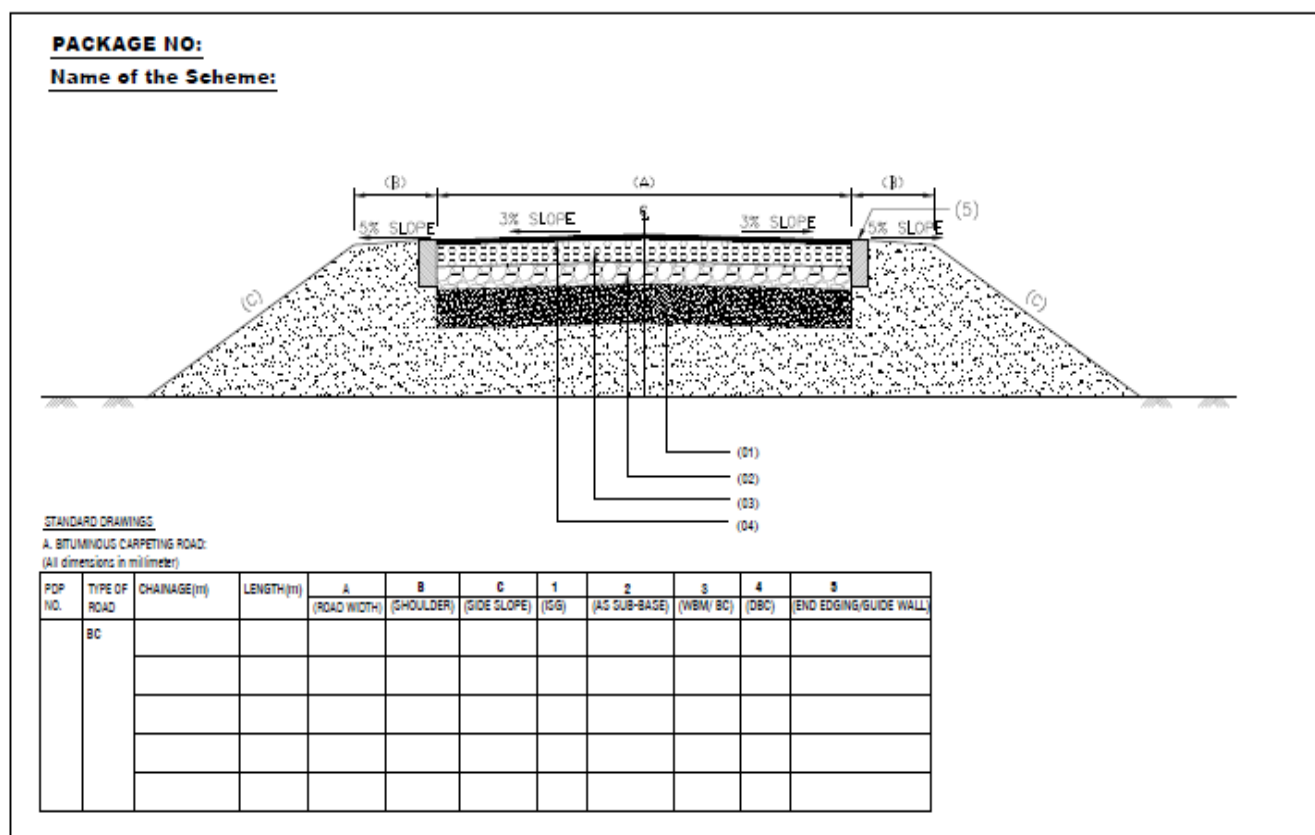 PACKAGE NO:
Name of the Scheme:
(B) (A) (B)
5% SLOPE 3% SLOPE 3% SLOPE 5% SLOPE (5)
(C) (C)
(01)
(02)
(03)
(04)
STANDARD DRAWINGS
A. BITUMINOUS CARPETING ROAD:
(All dimensions in millimeter)
PDP NO. TYPE OF ROAD CHAINAGE(m) LENGTH(m) A (ROAD WIDTH) B (SHOULDER) C (SIDE SLOPE) 1 (ISG) 2 (AS SUB-BASE) 3 (WBM/ BC) 4 (DBC) 5 (END EDGING/GUIDE WALL)
BC